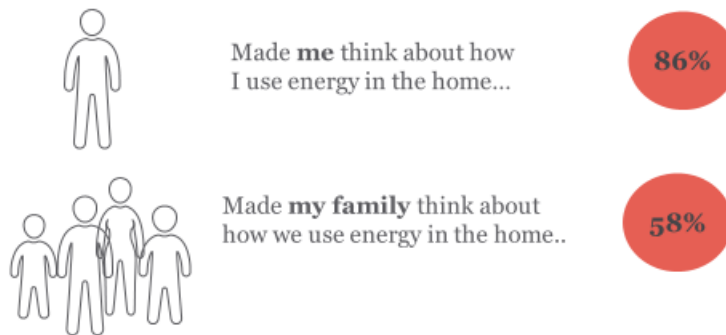 Made me think about how
I use energy in the home...
86%
Made my family think about
how we use energy in the home..
58%